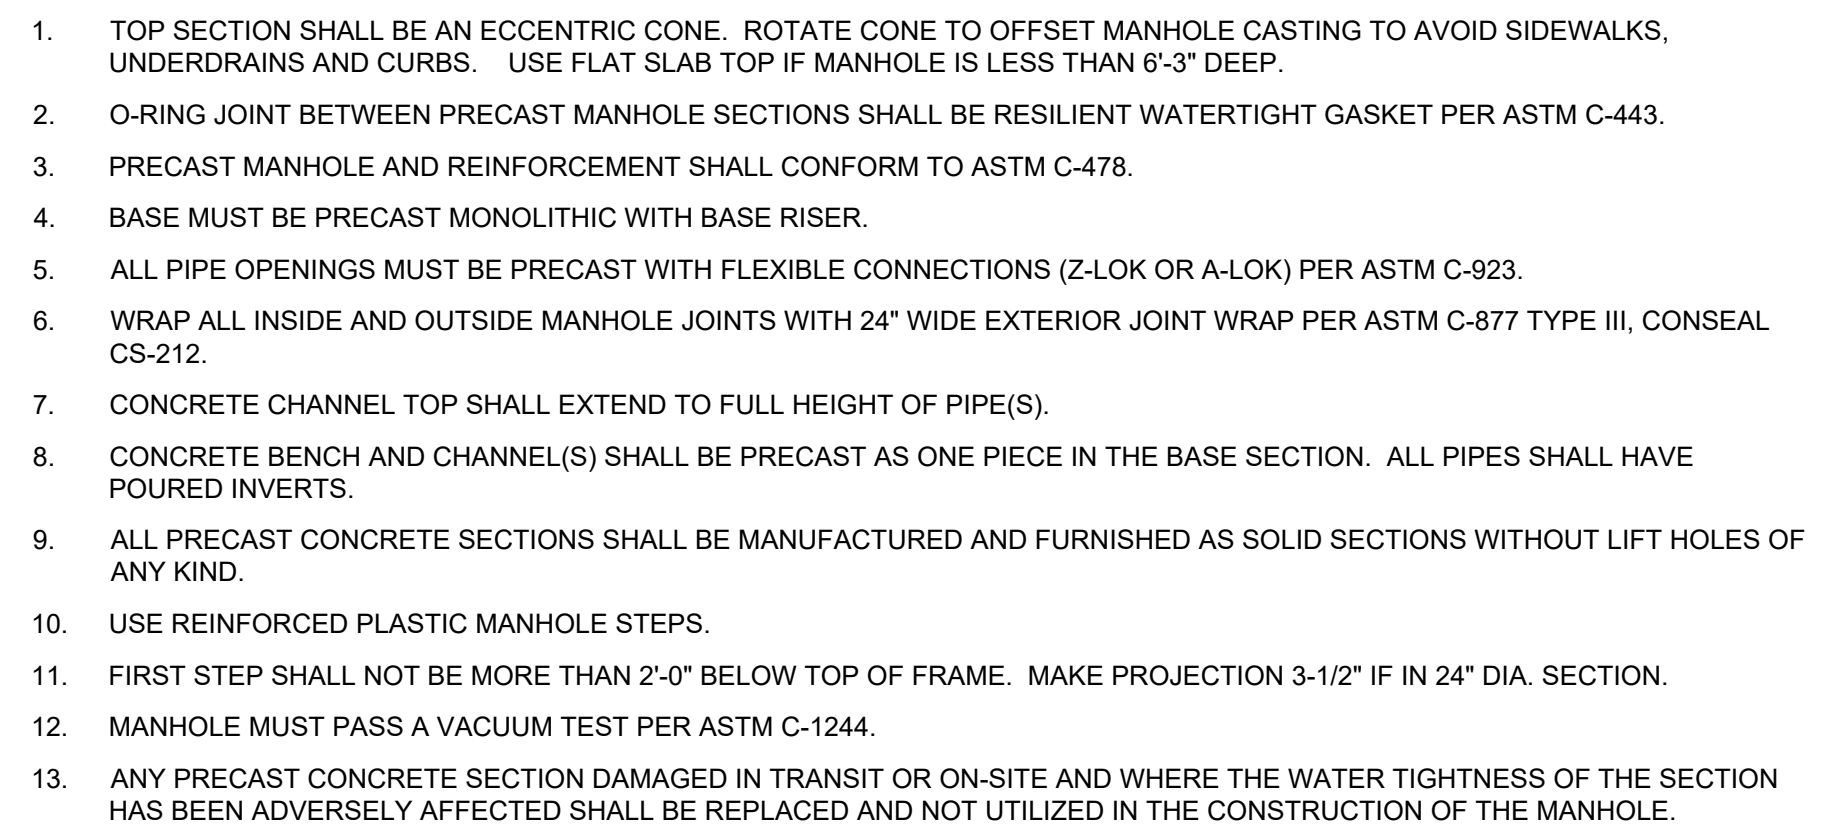 1. TOP SECTION SHALL BE AN ECCENTRIC CONE. ROTATE CONE TO OFFSET MANHOLE CASTING TO AVOID SIDEWALKS,
UNDERDRAINS AND CURBS. USE FLAT SLAB TOP IF MANHOLE IS LESS THAN 6'-3" DEEP.
2. O-RING JOINT BETWEEN PRECAST MANHOLE SECTIONS SHALL BE RESILIENT WATERTIGHT GASKET PER ASTM C-443.
3. PRECAST MANHOLE AND REINFORCEMENT SHALL CONFORM TO ASTM C-478.
4. BASE MUST BE PRECAST MONOLITHIC WITH BASE RISER.
5. ALL PIPE OPENINGS MUST BE PRECAST WITH FLEXIBLE CONNECTIONS (Z-LOK OR A-LOK) PER ASTM C-923.
6. WRAP ALL INSIDE AND OUTSIDE MANHOLE JOINTS WITH 24" WIDE EXTERIOR JOINT WRAP PER ASTM C-877 TYPE III, CONSEAL
CS-212.
7. CONCRETE CHANNEL TOP SHALL EXTEND TO FULL HEIGHT OF PIPE(S).
8. CONCRETE BENCH AND CHANNEL(S) SHALL BE PRECAST AS ONE PIECE IN THE BASE SECTION. ALL PIPES SHALL HAVE
POURED INVERTS.
9. ALL PRECAST CONCRETE SECTIONS SHALL BE MANUFACTURED AND FURNISHED AS SOLID SECTIONS WITHOUT LIFT HOLES OF
ANY KIND.
10. USE REINFORCED PLASTIC MANHOLE STEPS.
11. FIRST STEP SHALL NOT BE MORE THAN 2'-0" BELOW TOP OF FRAME. MAKE PROJECTION 3-1/2" IF IN 24" DIA. SECTION.
12. MANHOLE MUST PASS A VACUUM TEST PER ASTM C-1244.
13. ANY PRECAST CONCRETE SECTION DAMAGED IN TRANSIT OR ON-SITE AND WHERE THE WATER TIGHTNESS OF THE SECTION
HAS BEEN ADVERSELY AFFECTED SHALL BE REPLACED AND NOT UTILIZED IN THE CONSTRUCTION OF THE MANHOLE.